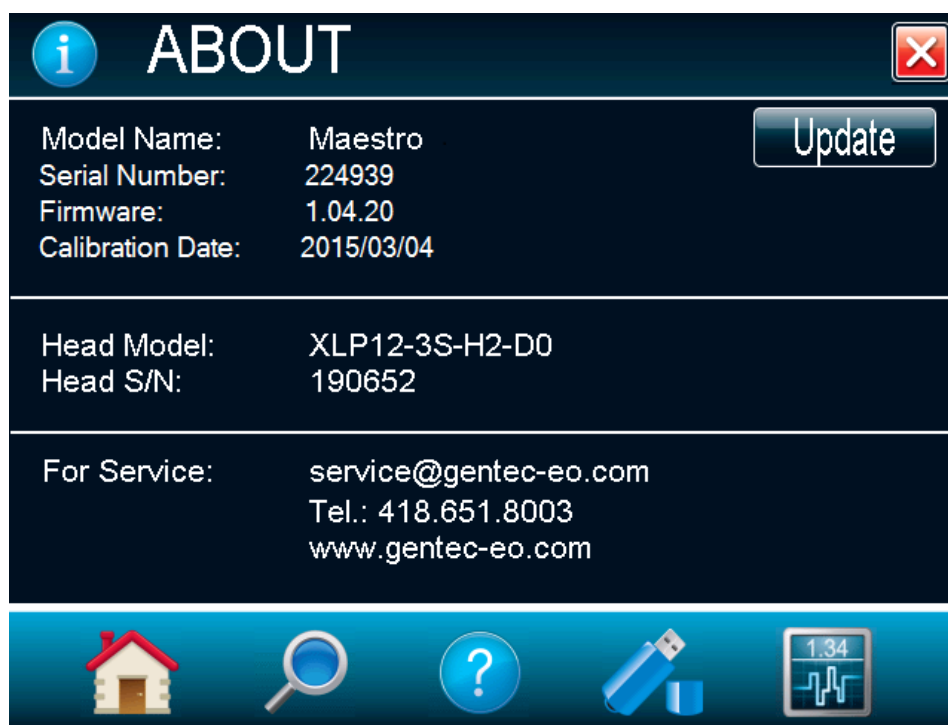 ABOUT
Model Name: Maestro
Update
Serial Number: 224939
Firmware: 1.04.20
Calibration Date: 2015/03/04
Head Model: XLP12-3S-H2-D0
Head S/N: 190652
For Service: service@gentec-eo.com
Tel.: 418.651.8003
www.gentec-eo.com
1.34